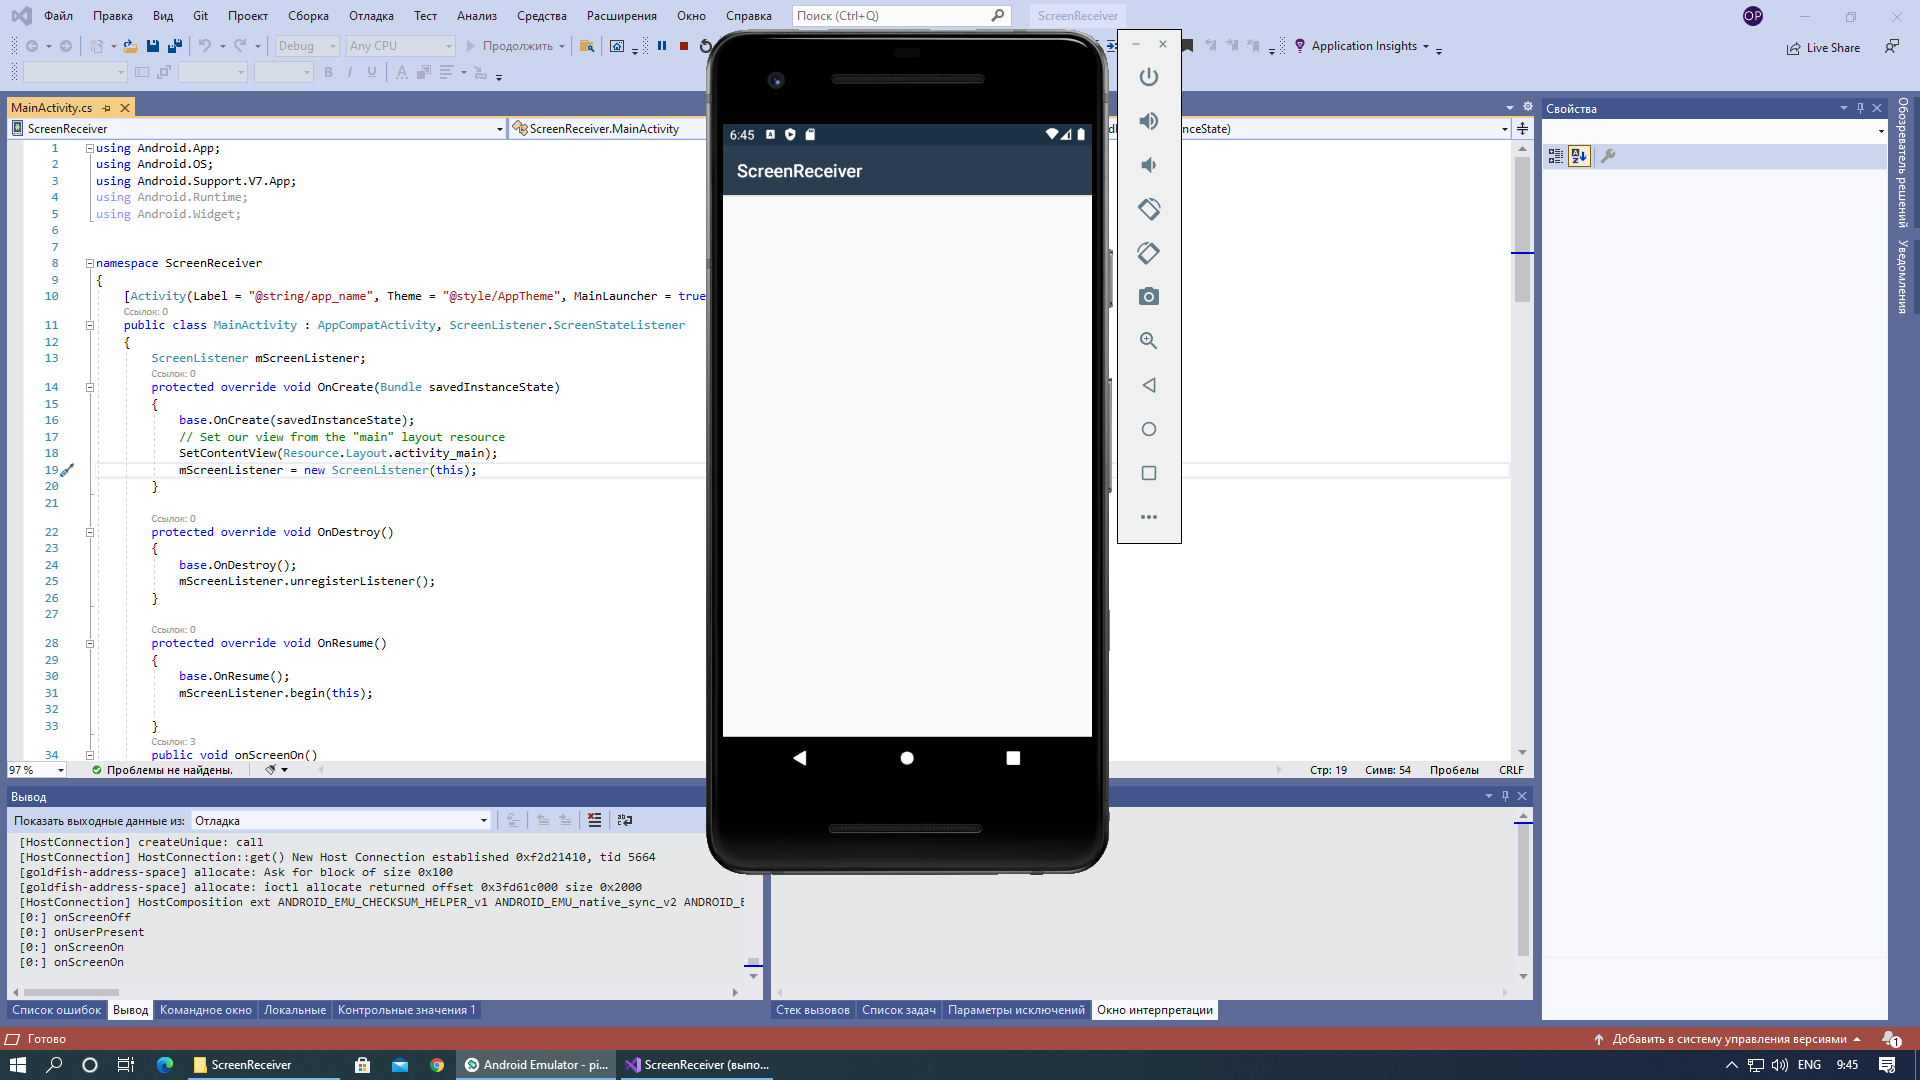 Файл Правка Вид Git Проект Сборка Отладка Тест Анализ Средства Расширения Окно Справка Поиск (Ctrl+Q) ScreenReceiver OP
Debug Any CPU Продолжить Application Insights Live Share
MainActivity.cs
ScreenReceiver ScreenReceiver.MainActivity nceState)
1 using Android.App;
2 using Android.OS;
3 using Android.Support.V7.App;
4 using Android.Runtime;
5 using Android.Widget;
6
7
8 namespace ScreenReceiver
9 {
10 [Activity(Label = "@string/app_name", Theme = "@style/AppTheme", MainLauncher = true
Ссылок: 0
11 public class MainActivity : AppCompatActivity, ScreenListener.ScreenStateListener
12 {
13 ScreenListener mScreenListener;
Ссылок: 0
14 protected override void OnCreate(Bundle savedInstanceState)
15 {
16 base.OnCreate(savedInstanceState);
17 // Set our view from the "main" layout resource
18 SetContentView(Resource.Layout.activity_main);
19 mScreenListener = new ScreenListener(this);
20 }
21
Ссылок: 0
22 protected override void OnDestroy()
23 {
24 base.OnDestroy();
25 mScreenListener.unregisterListener();
26 }
27
Ссылок: 0
28 protected override void OnResume()
29 {
30 base.OnResume();
31 mScreenListener.begin(this);
32
33 }
Ссылок: 3
34 public void onScreenOn()
97 % Проблемы не найдены. Стр: 19 Симв: 54 Пробелы CRLF
6:45
ScreenReceiver
Свойства
Обозреватель решений
Уведомления
Вывод
Показать выходные данные из: Отладка
[HostConnection] createUnique: call
[HostConnection] HostConnection::get() New Host Connection established 0xf2d21410, tid 5664
[goldfish-address-space] allocate: Ask for block of size 0x100
[goldfish-address-space] allocate: ioctl allocate returned offset 0x3fd61c000 size 0x2000
[HostConnection] HostComposition ext ANDROID_EMU_CHECKSUM_HELPER_v1 ANDROID_EMU_native_sync_v2 ANDROID_E
[0:] onScreenOff
[0:] onUserPresent
[0:] onScreenOn
[0:] onScreenOn
Список ошибок Вывод Командное окно Локальные Контрольные значения 1
Стек вызовов Список задач Параметры исключений Окно интерпретации
Готово Добавить в систему управления версиями 1
ScreenReceiver Android Emulator - pi... ScreenReceiver (выпо... ENG 9:45